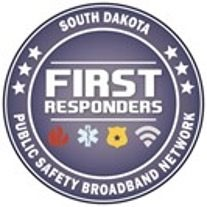 SOUTH DAKOTA
FIRST
RESPONDERS
PUBLIC SAFETY BROADBAND NETWORK